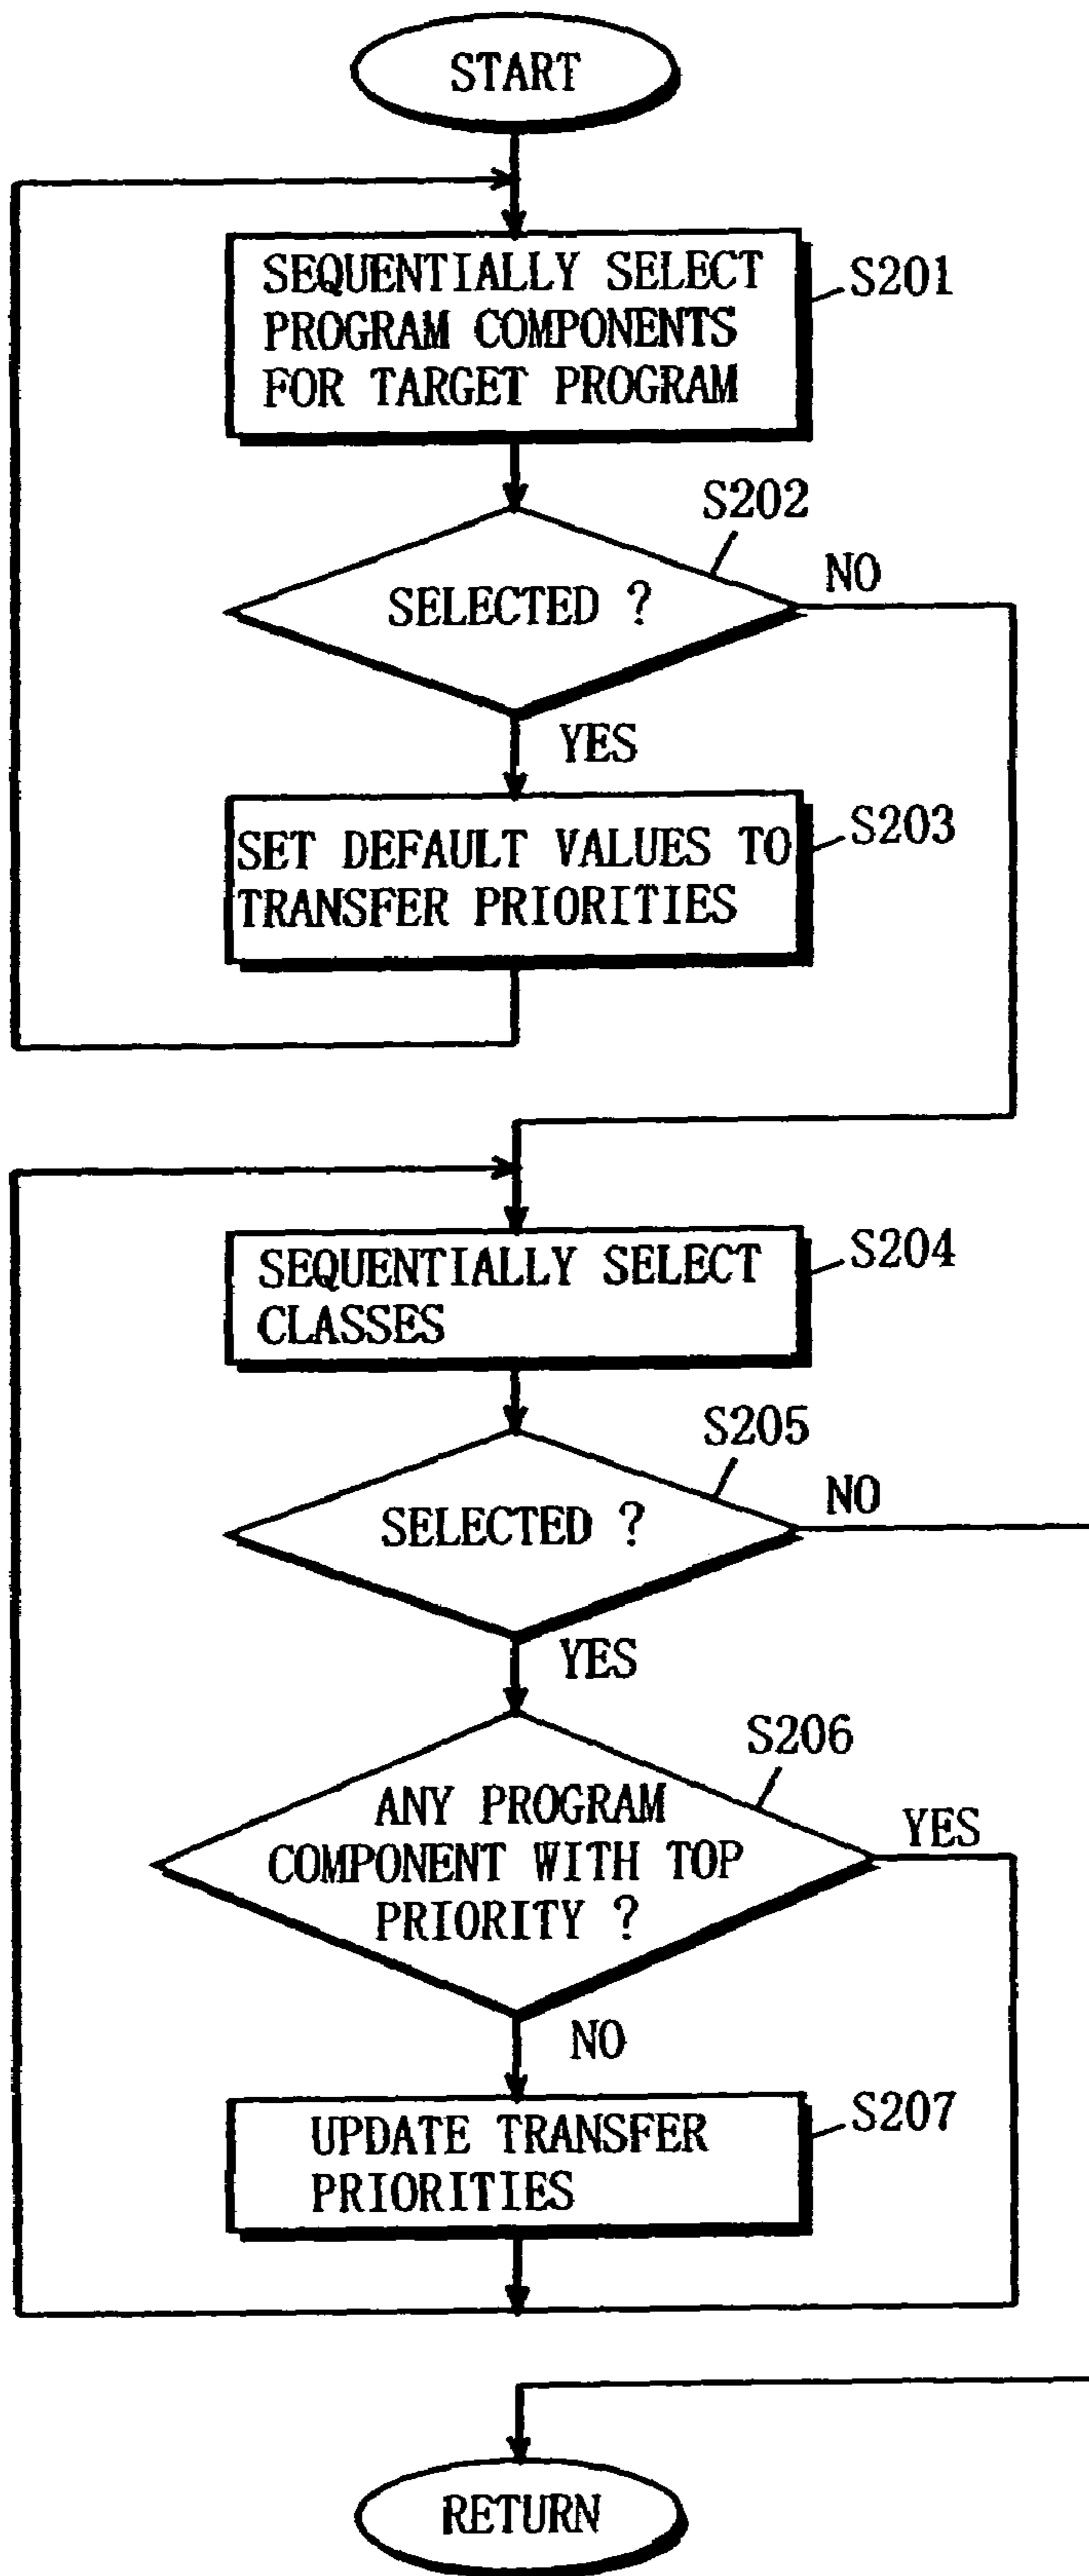 START
SEQUENTIALLY SELECT
PROGRAM COMPONENTS
FOR TARGET PROGRAM
S201
S202
SELECTED ?
NO
YES
SET DEFAULT VALUES TO
TRANSFER PRIORITIES
S203
SEQUENTIALLY SELECT
CLASSES
S204
S205
SELECTED ?
NO
YES
S206
ANY PROGRAM
COMPONENT WITH TOP
PRIORITY ?
YES
NO
UPDATE TRANSFER
PRIORITIES
S207
RETURN